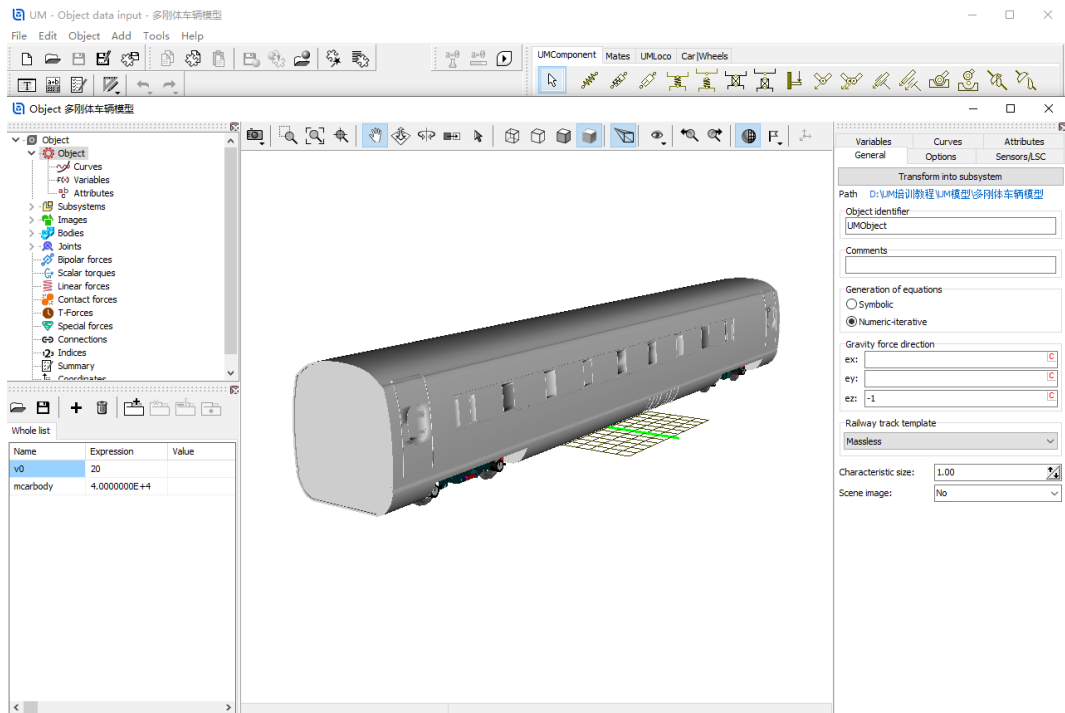 UM - Object data input - 多刚体车辆模型
File Edit Object Add Tools Help
UMComponent Mates UMLoco Car|Wheels
Object 多刚体车辆模型
Object
Object
Curves
Variables
Attributes
Subsystems
Images
Bodies
Joints
Bipolar forces
Scalar torques
Linear forces
Contact forces
T-Forces
Special forces
Connections
Indices
Summary
Coordinates
Whole list
Name Expression Value
v0 20
mcarbody 4.0000000E+4
Variables Curves Attributes
General Options Sensors/LSC
Transform into subsystem
Path D:\UM培训教程\UM模型\多刚体车辆模型
Object identifier
UMObject
Comments
Generation of equations
Symbolic
Numeric-iterative
Gravity force direction
ex: C
ey: C
ez: -1 C
Railway track template
Massless
Characteristic size: 1.00
Scene image: No